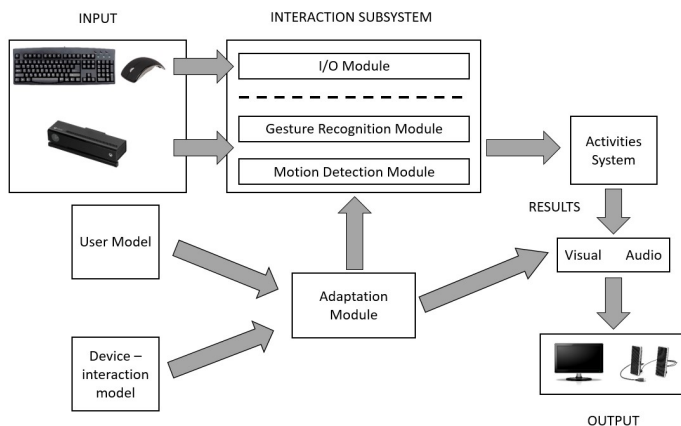 INPUT
INTERACTION SUBSYSTEM
I/O Module
Gesture Recognition Module
Motion Detection Module
Activities
System
RESULTS
User Model
Visual Audio
Adaptation
Module
Device –
interaction
model
OUTPUT